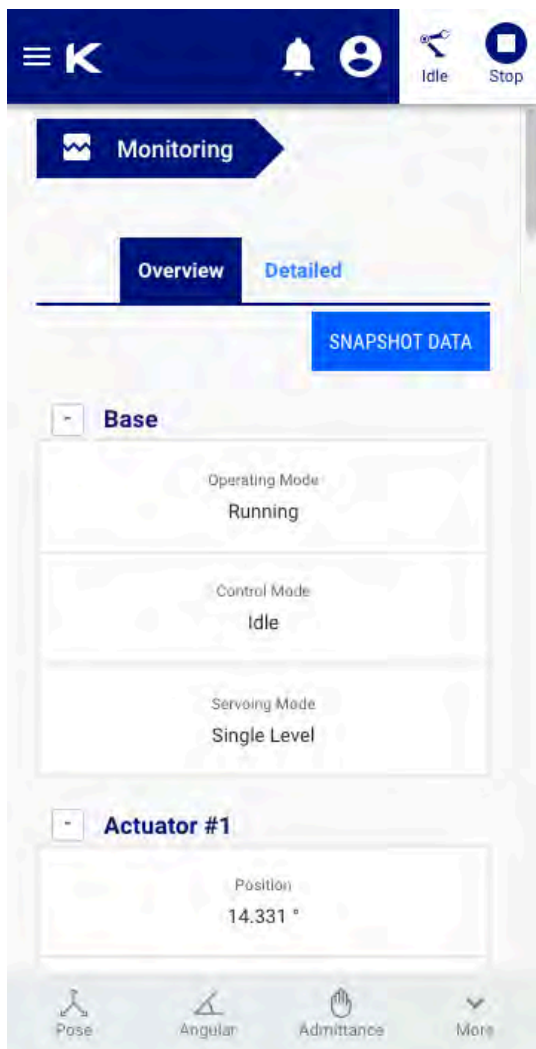 K
Idle
Stop
Monitoring
Overview Detailed
SNAPSHOT DATA
- Base
Operating Mode
Running
Control Mode
Idle
Servoing Mode
Single Level
- Actuator #1
Position
14.331 °
Pose Angular Admittance More